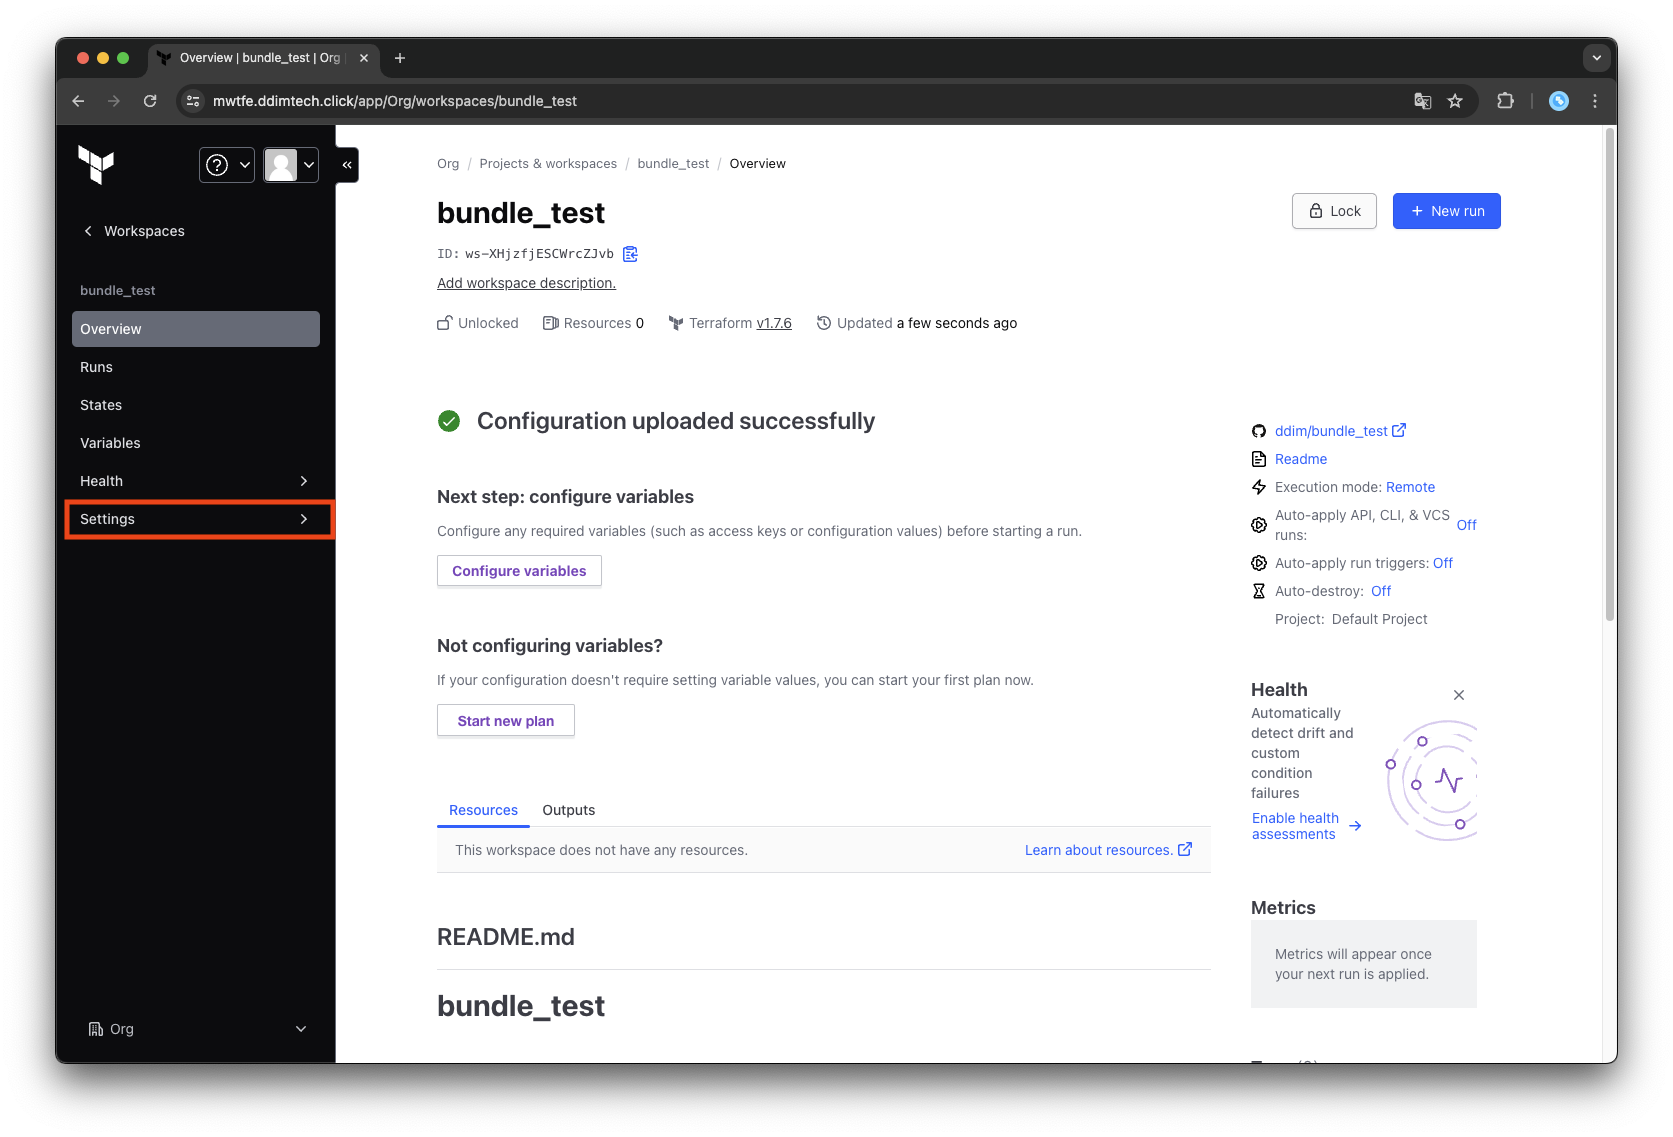 Overview | bundle_test | Org
mwtfe.ddimtech.click/app/Org/workspaces/bundle_test
Workspaces
bundle_test
Overview
Runs
States
Variables
Health
Settings
Org
Org / Projects & workspaces / bundle_test / Overview
bundle_test
Lock
New run
ID: ws-XHjzfjESCWrcZJvb
Add workspace description.
Unlocked Resources 0 Terraform v1.7.6 Updated a few seconds ago
Configuration uploaded successfully
Next step: configure variables
Configure any required variables (such as access keys or configuration values) before starting a run.
Configure variables
Not configuring variables?
If your configuration doesn't require setting variable values, you can start your first plan now.
Start new plan
Resources Outputs
This workspace does not have any resources. Learn about resources.
README.md
bundle_test
ddim/bundle_test
Readme
Execution mode: Remote
Auto-apply API, CLI, & VCS
runs: Off
Auto-apply run triggers: Off
Auto-destroy: Off
Project: Default Project
Health
Automatically
detect drift and
custom
condition
failures
Enable health
assessments
Metrics
Metrics will appear once
your next run is applied.